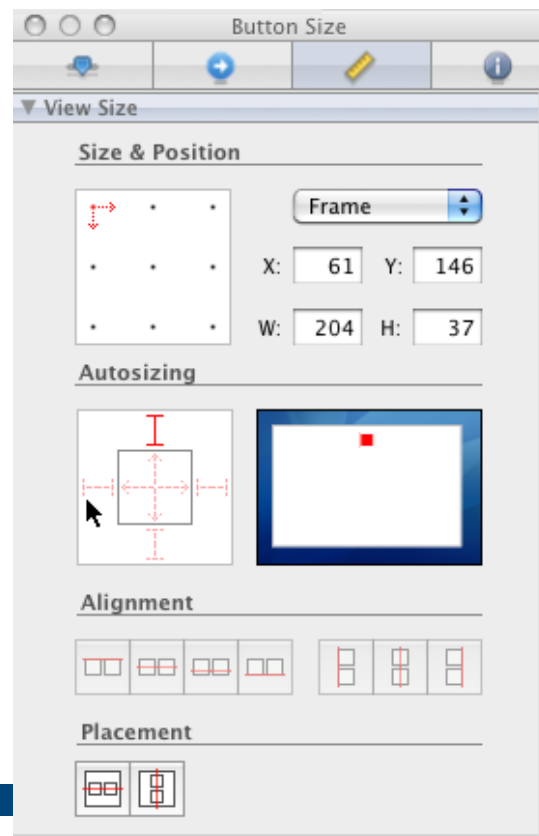 Button Size
View Size
Size & Position
Frame
X: 61 Y: 146
W: 204 H: 37
Autosizing
Alignment
Placement